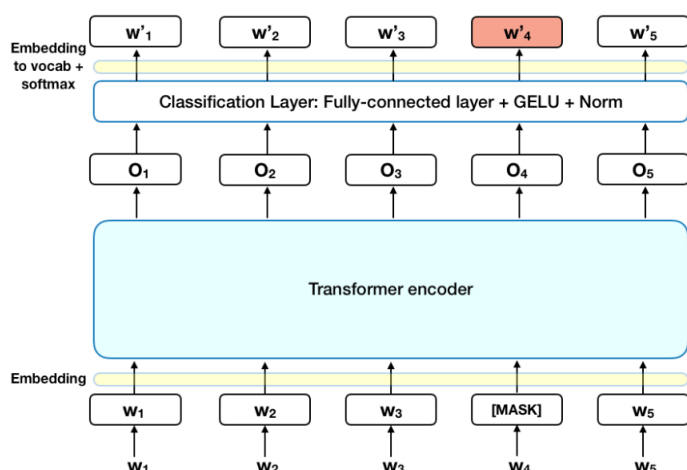 w'1 w'2 w'3 w'4 w'5
Embedding
to vocab +
softmax
Classification Layer: Fully-connected layer + GELU + Norm
O1 O2 O3 O4 O5
Transformer encoder
Embedding
W1 W2 W3 [MASK] W5
W1 W2 W3 W4 W5